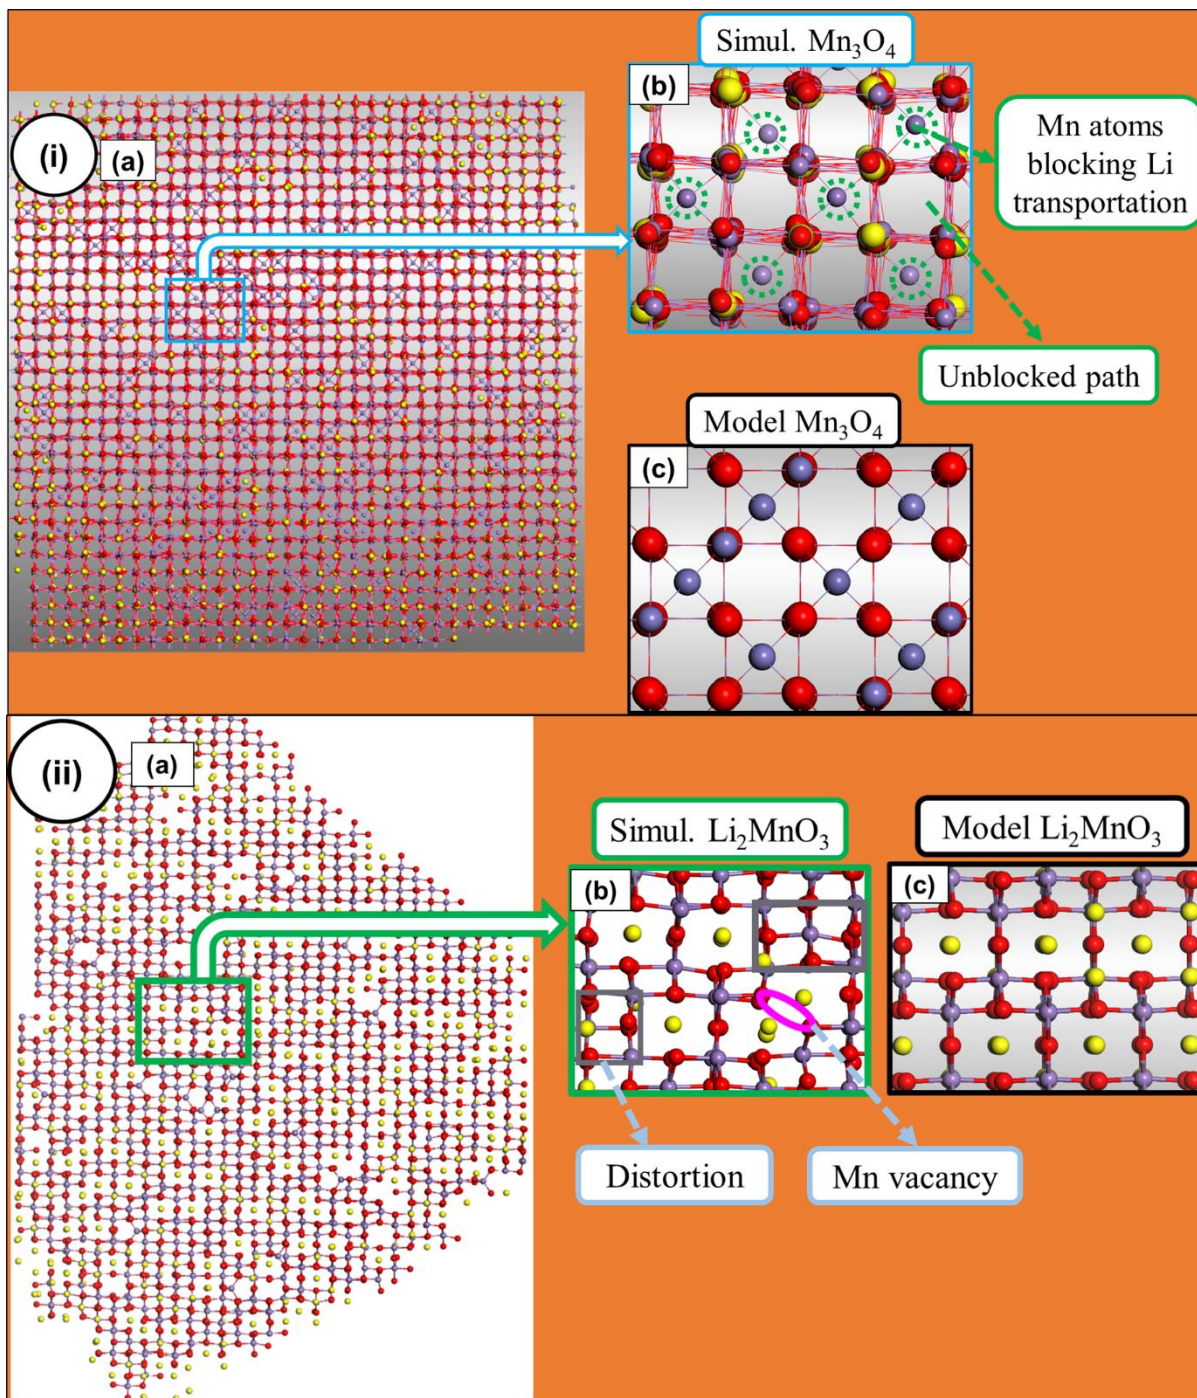 (i)
(a)
Simul. Mn₃O₄
(b)
Mn atoms
blocking Li
transportation
Unblocked path
Model Mn₃O₄
(c)
(ii)
(a)
Simul. Li₂MnO₃
(b)
Model Li₂MnO₃
(c)
Distortion
Mn vacancy